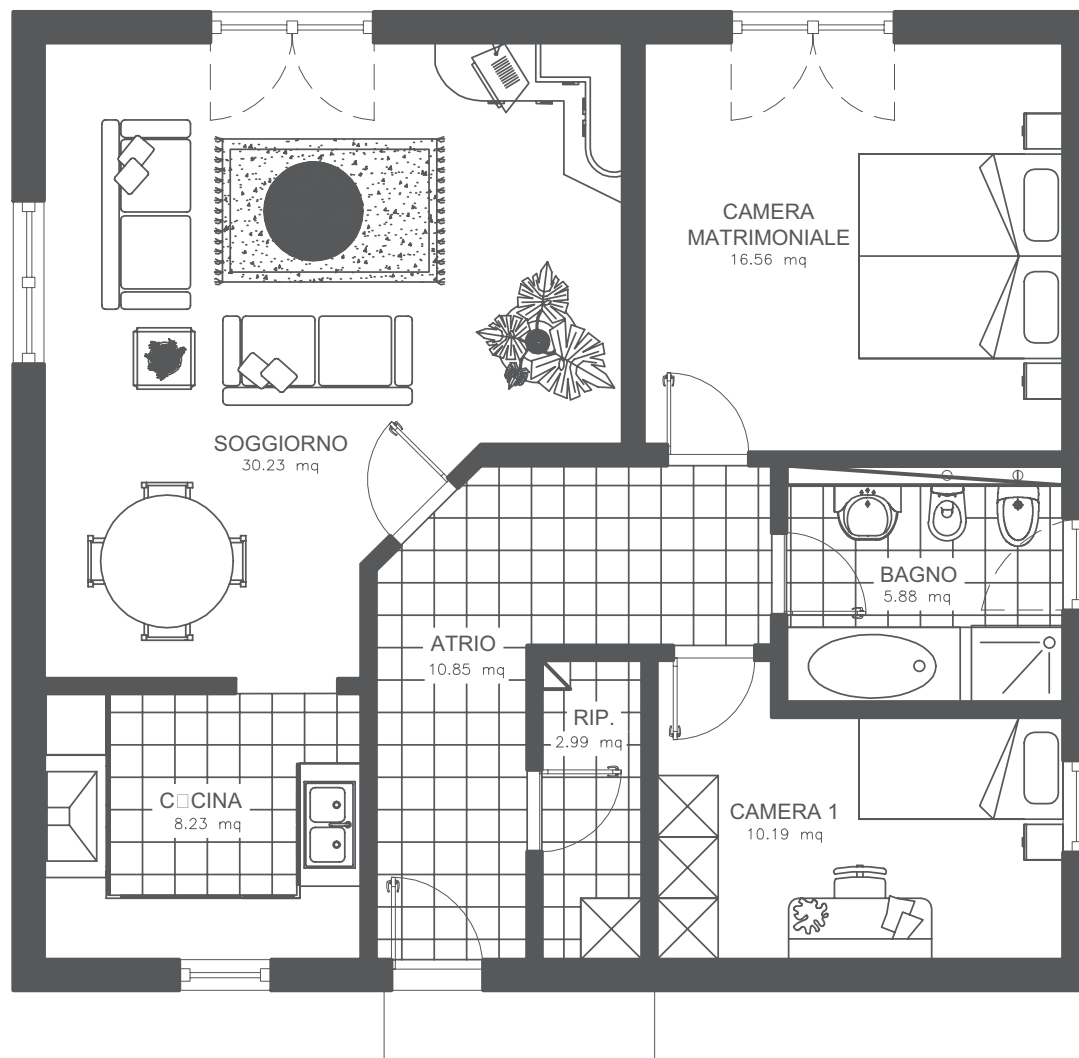 CAMERA
MATRIMONIALE
16.56 mq
SOGGIORNO
30.23 mq
BAGNO
5.88 mq
ATRIO
10.85 mq
RIP.
2.99 mq
C□CINA
8.23 mq
CAMERA 1
10.19 mq